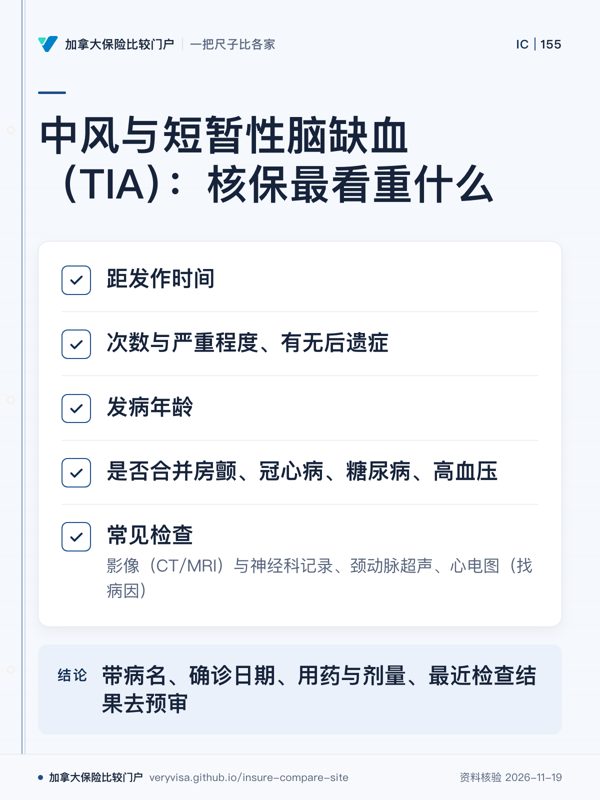 加拿大保险比较门户 | 一把尺子比各家
IC | 155
中风与短暂性脑缺血
（TIA）：核保最看重什么
距发作时间
次数与严重程度、有无后遗症
发病年龄
是否合并房颤、冠心病、糖尿病、高血压
常见检查
影像（CT/MRI）与神经科记录、颈动脉超声、心电图（找
病因）
结论
带病名、确诊日期、用药与剂量、最近检查结
果去预审
加拿大保险比较门户 veryvisa.github.io/insure-compare-site
资料核验 2026-11-19